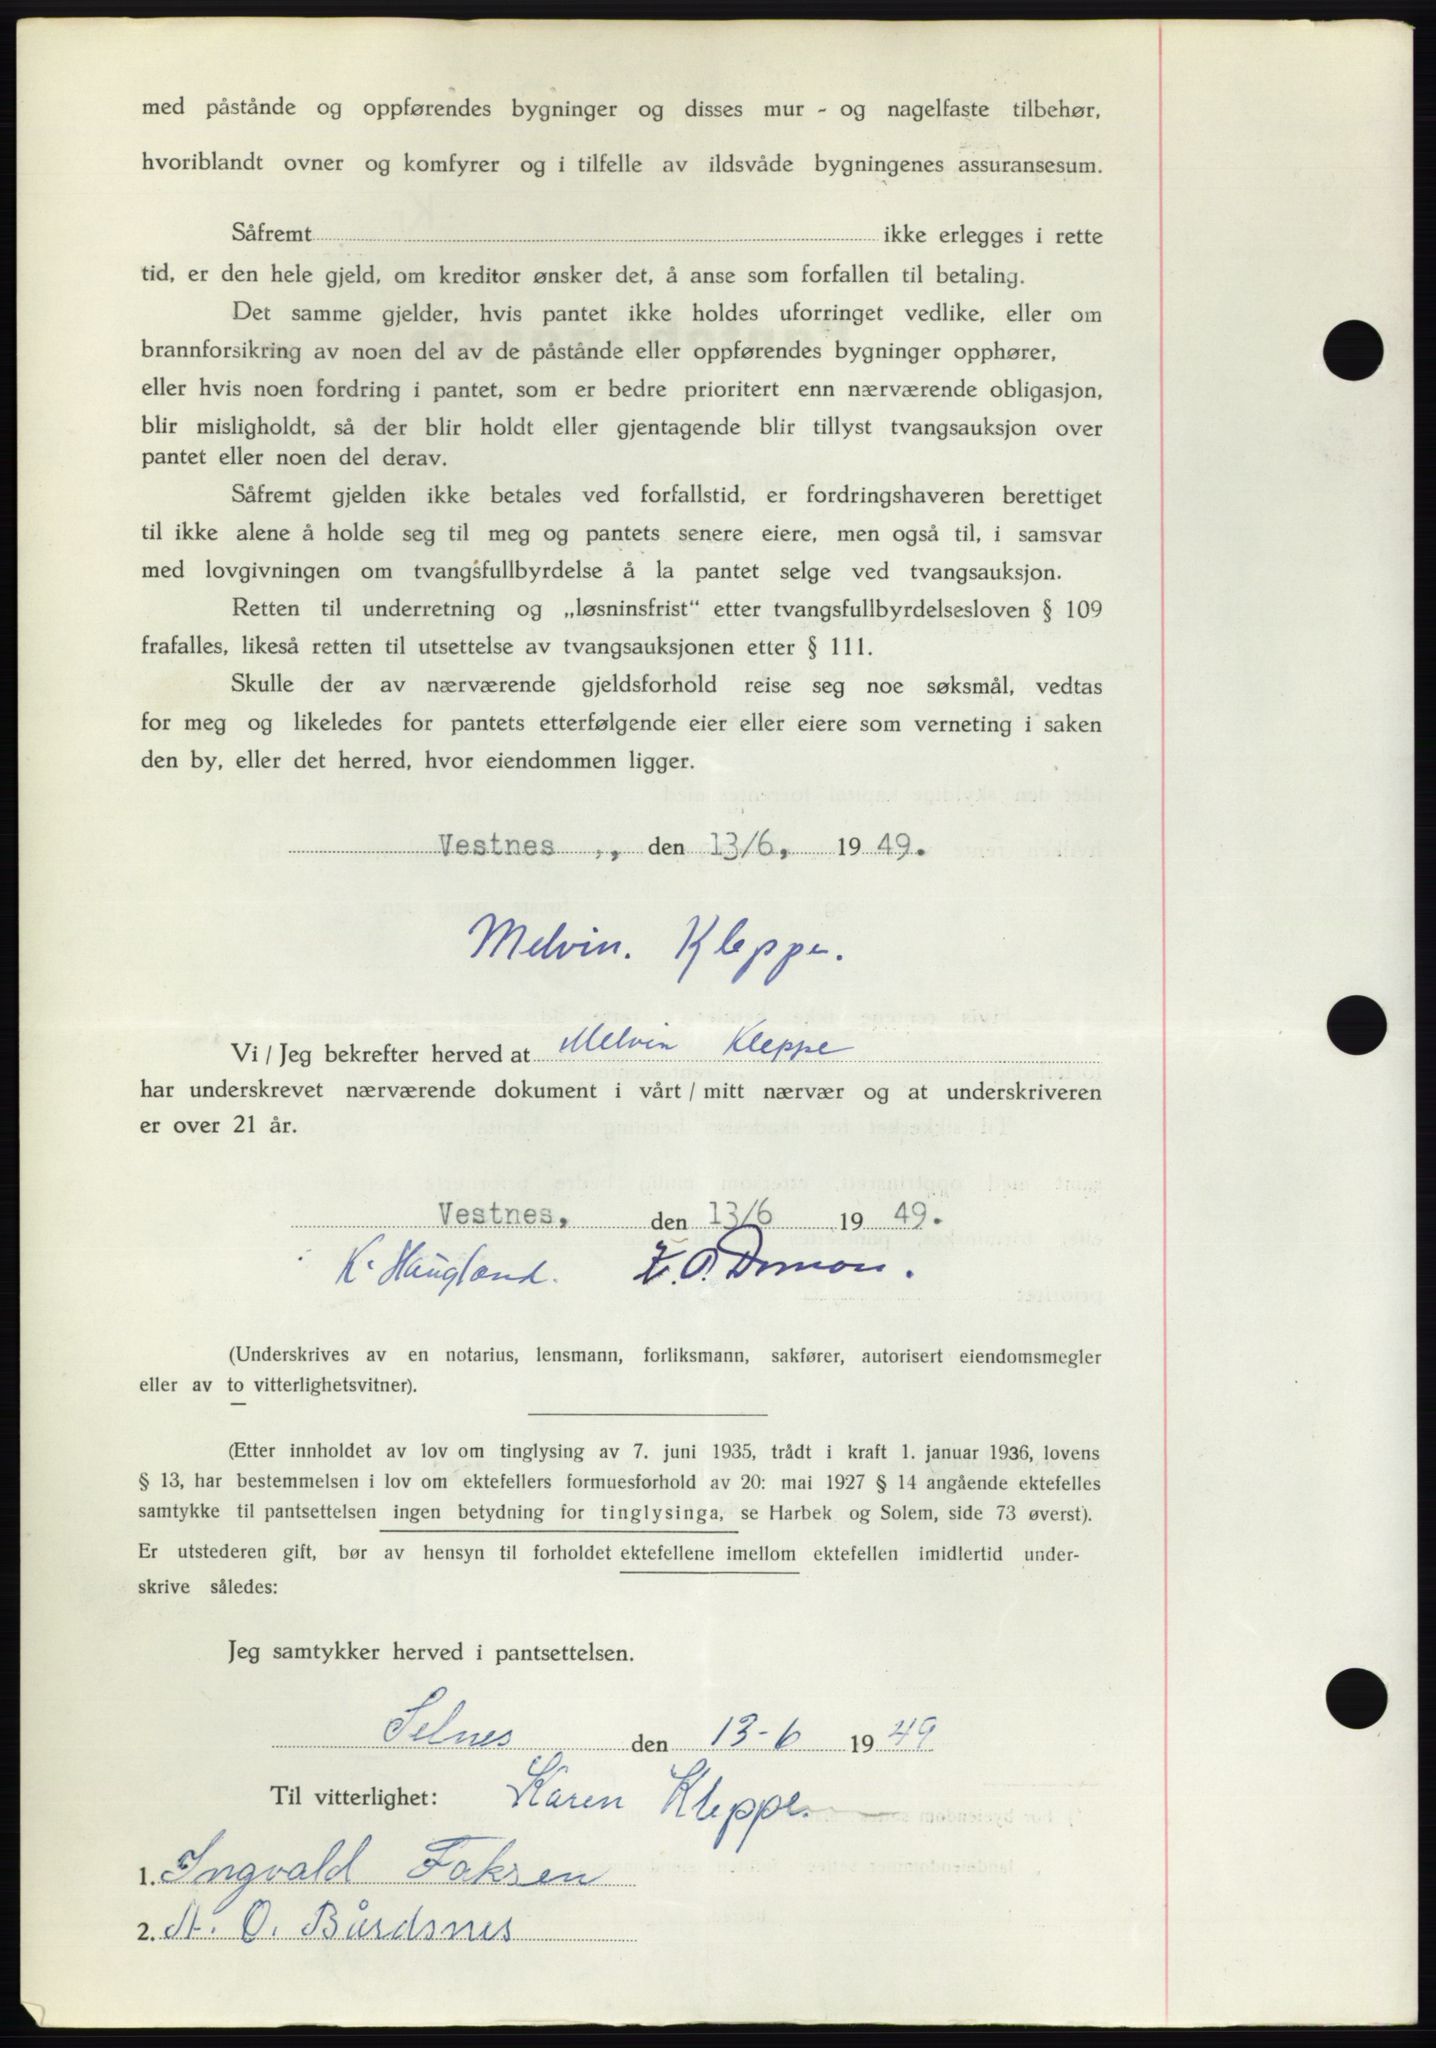 med påstånde og oppførendes bygninger og disses mur - og nagelfaste tilbehør,
hvoriblandt ovner og komfyrer og i tilfelle av ildsvåde bygningenes assuransesum.
Såfremt ikke erlegges i rette
tid, er den hele gjeld, om kreditor ønsker det, å anse som forfallen til betaling.
Det samme gjelder, hvis pantet ikke holdes uforringet vedlike, eller om
brannforsikring av noen del av de påstånde eller oppførendes bygninger opphører,
eller hvis noen fordring i pantet, som er bedre prioritert enn nærværende obligasjon,
blir misligholdt, så der blir holdt eller gjentagende blir tillyst tvangsauksjon over
pantet eller noen del derav.
Såfremt gjelden ikke betales ved forfallstid, er fordringshaveren berettiget
til ikke alene å holde seg til meg og pantets senere eiere, men også til, i samsvar
med lovgivningen om tvangsfullbyrdelse å la pantet selge ved tvangsauksjon.
Retten til underretning og „løsninsfrist“ etter tvangsfullbyrdelsesloven § 109
frafalles, likeså retten til utsettelse av tvangsauksjonen etter § 111.
Skulle der av nærværende gjeldsforhold reise seg noe søksmål, vedtas
for meg og likeledes for pantets etterfølgende eier eller eiere som verneting i saken
den by, eller det herred, hvor eiendommen ligger.
Vestnes ,, den 13/6, 19 49.
Melvin. Kleppe.
Vi / Jeg bekrefter herved at Melvin Kleppe
har underskrevet nærværende dokument i vårt / mitt nærvær og at underskriveren
er over 21 år.
Vestnes, den 13/6 19 49.
K. Haugland.
(Underskrives av en notarius, lensmann, forliksmann, sakfører, autorisert eiendomsmegler
eller av to vitterlighetsvitner).
(Etter innholdet av lov om tinglysing av 7. juni 1935, trådt i kraft 1. januar 1936, lovens
§ 13, har bestemmelsen i lov om ektefellers formuesforhold av 20: mai 1927 § 14 angående ektefelles
samtykke til pantsettelsen ingen betydning for tinglysinga, se Harbek og Solem, side 73 øverst).
Er utstederen gift, bør av hensyn til forholdet ektefellene imellom ektefellen imidlertid under-
skrive således:
Jeg samtykker herved i pantsettelsen.
Selnes den 13-6 19 49
Til vitterlighet: Karen Kleppe.
1. Ingvald Faksen
2. A. O. Bårdsnes